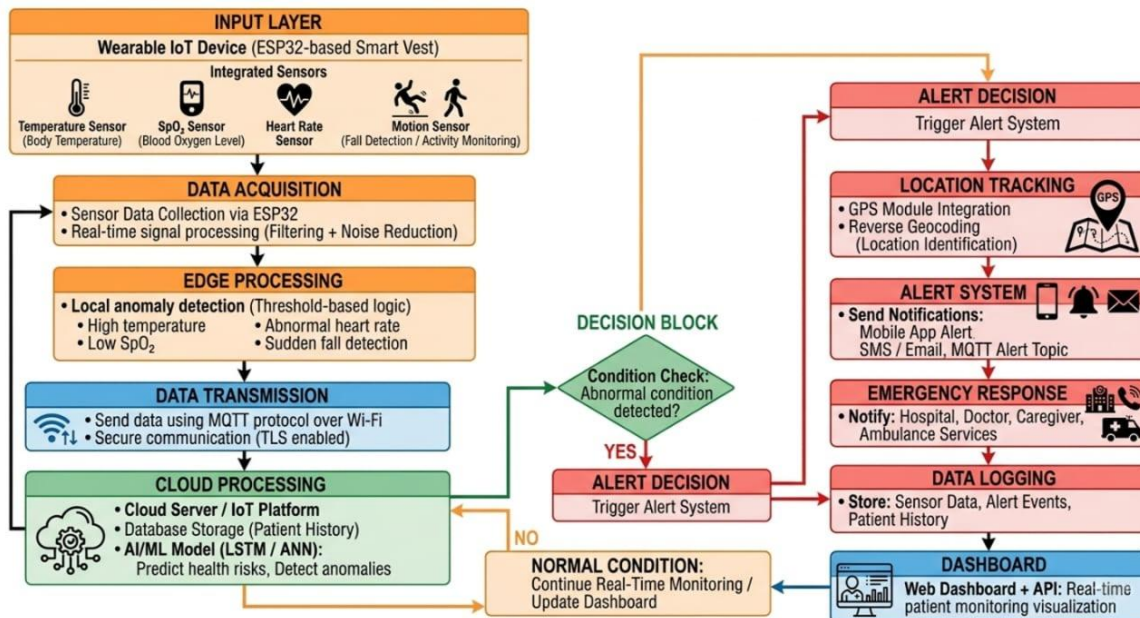 INPUT LAYER
Wearable IoT Device (ESP32-based Smart Vest)
Integrated Sensors
Temperature Sensor
(Body Temperature)
SpO₂ Sensor
(Blood Oxygen Level)
Heart Rate
Sensor
Motion Sensor
(Fall Detection / Activity Monitoring)
DATA ACQUISITION
• Sensor Data Collection via ESP32
• Real-time signal processing (Filtering + Noise Reduction)
EDGE PROCESSING
• Local anomaly detection (Threshold-based logic)
• High temperature
• Abnormal heart rate
• Low SpO₂
• Sudden fall detection
DATA TRANSMISSION
• Send data using MQTT protocol over Wi-Fi
• Secure communication (TLS enabled)
CLOUD PROCESSING
• Cloud Server / IoT Platform
• Database Storage (Patient History)
• AI/ML Model (LSTM / ANN):
Predict health risks, Detect anomalies
DECISION BLOCK
Condition Check:
Abnormal condition
detected?
YES
ALERT DECISION
Trigger Alert System
NO
NORMAL CONDITION:
Continue Real-Time Monitoring /
Update Dashboard
ALERT DECISION
Trigger Alert System
LOCATION TRACKING
• GPS Module Integration
• Reverse Geocoding
(Location Identification)
GPS
ALERT SYSTEM
• Send Notifications:
Mobile App Alert
SMS / Email, MQTT Alert Topic
EMERGENCY RESPONSE
• Notify: Hospital, Doctor, Caregiver,
Ambulance Services
DATA LOGGING
• Store: Sensor Data, Alert Events,
Patient History
DASHBOARD
Web Dashboard + API: Real-time
patient monitoring visualization